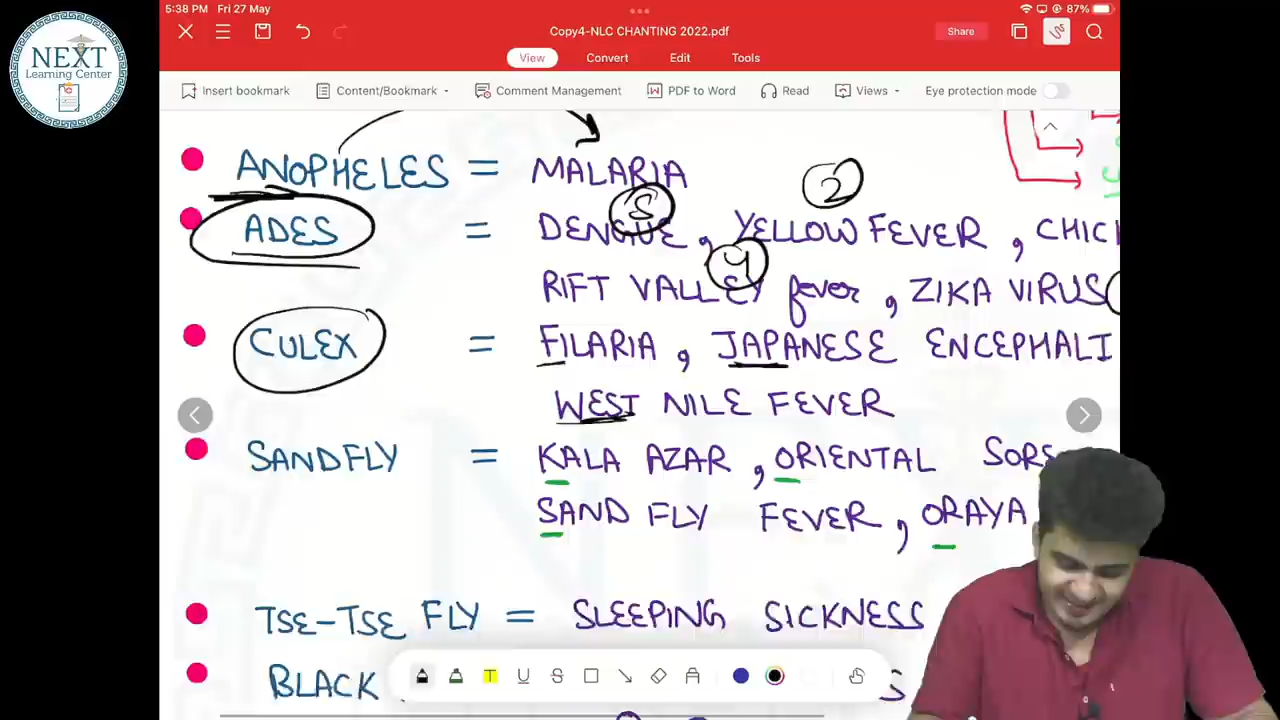 5:38 PM Fri 27 May
87%
NEXT
Learning Center
Copy4-NLC CHANTING 2022.pdf
Share
View Convert Edit Tools
Insert bookmark Content/Bookmark Comment Management PDF to Word Read Views Eye protection mode
ANOPHELES = MALARIA
2
S
ADES = DENGUE, YELLOW FEVER, CHICK
4
RIFT VALLEY fever, ZIKA VIRUS
CULEX = FILARIA, JAPANESE ENCEPHALI
WEST NILE FEVER
SANDFLY = KALA AZAR, ORIENTAL SORE
SAND FLY FEVER, ORAYA
TSE-TSE FLY = SLEEPING SICKNESS
BLACK